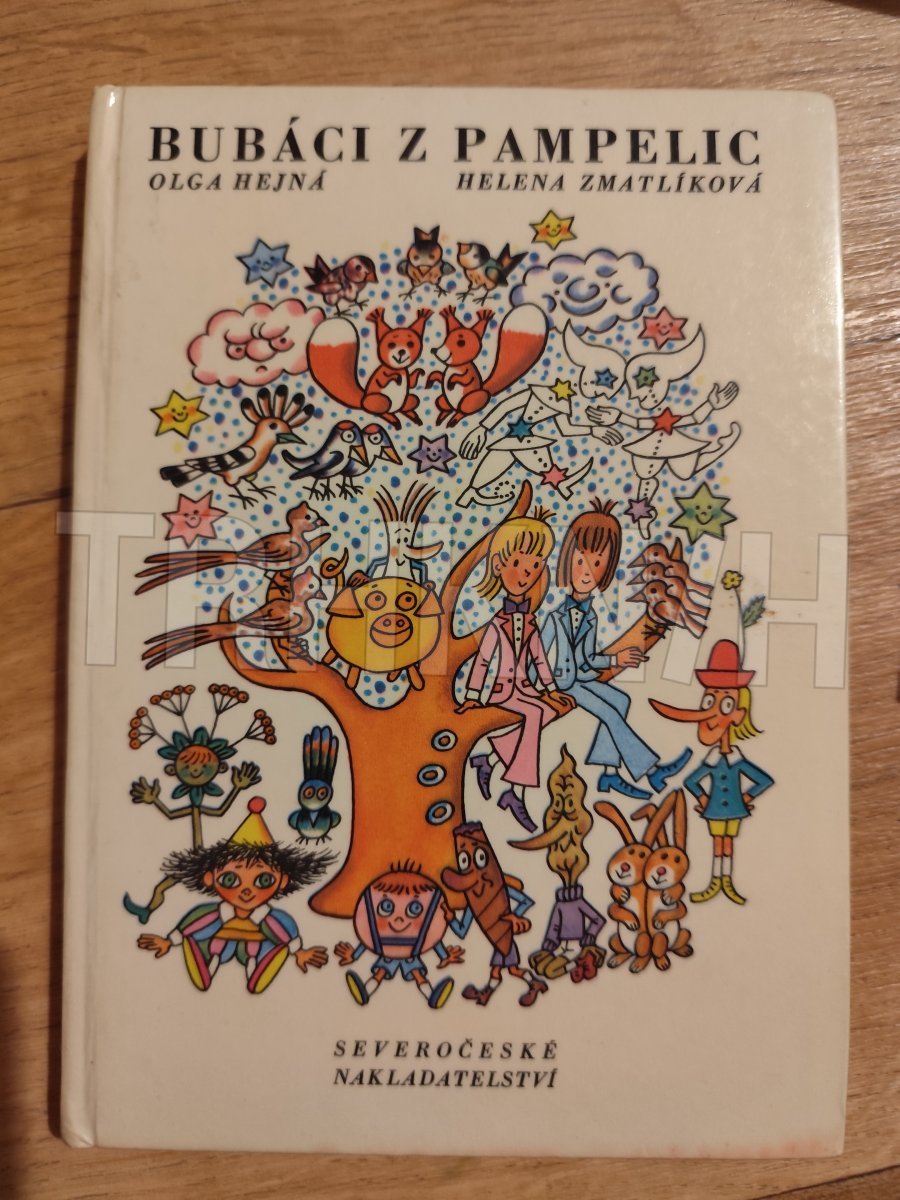 BUBÁCI Z PAMPELIC
OLGA HEJNÁ HELENA ZMATLÍKOVÁ
SEVEROČESKÉ
NAKLADATELSTVÍ